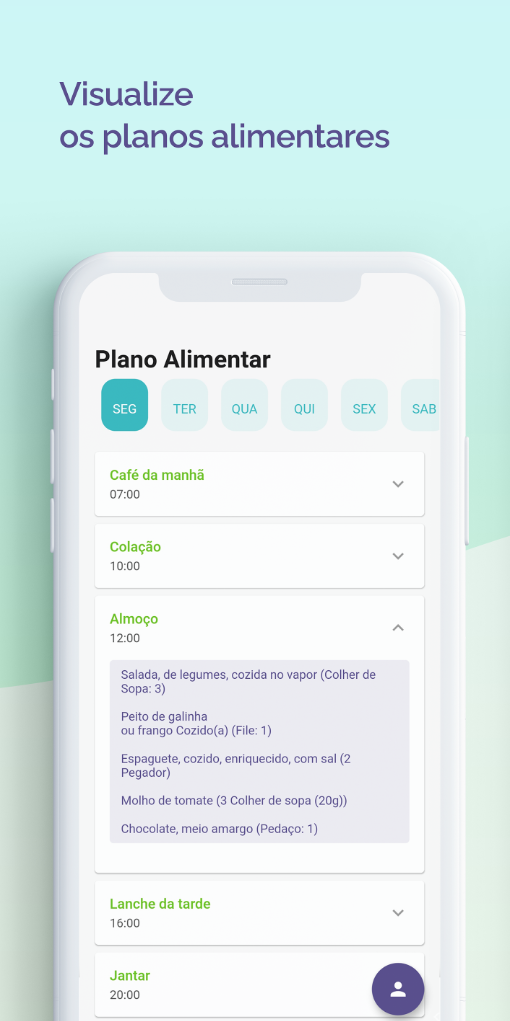 Visualize
os planos alimentares
Plano Alimentar
SEG TER QUA QUI SEX SAB
Café da manhã
07:00
Colação
10:00
Almoço
12:00
Salada, de legumes, cozida no vapor (Colher de
Sopa: 3)
Peito de galinha
ou frango Cozido(a) (File: 1)
Espaguete, cozido, enriquecido, com sal (2
Pegador)
Molho de tomate (3 Colher de sopa (20g))
Chocolate, meio amargo (Pedaço: 1)
Lanche da tarde
16:00
Jantar
20:00